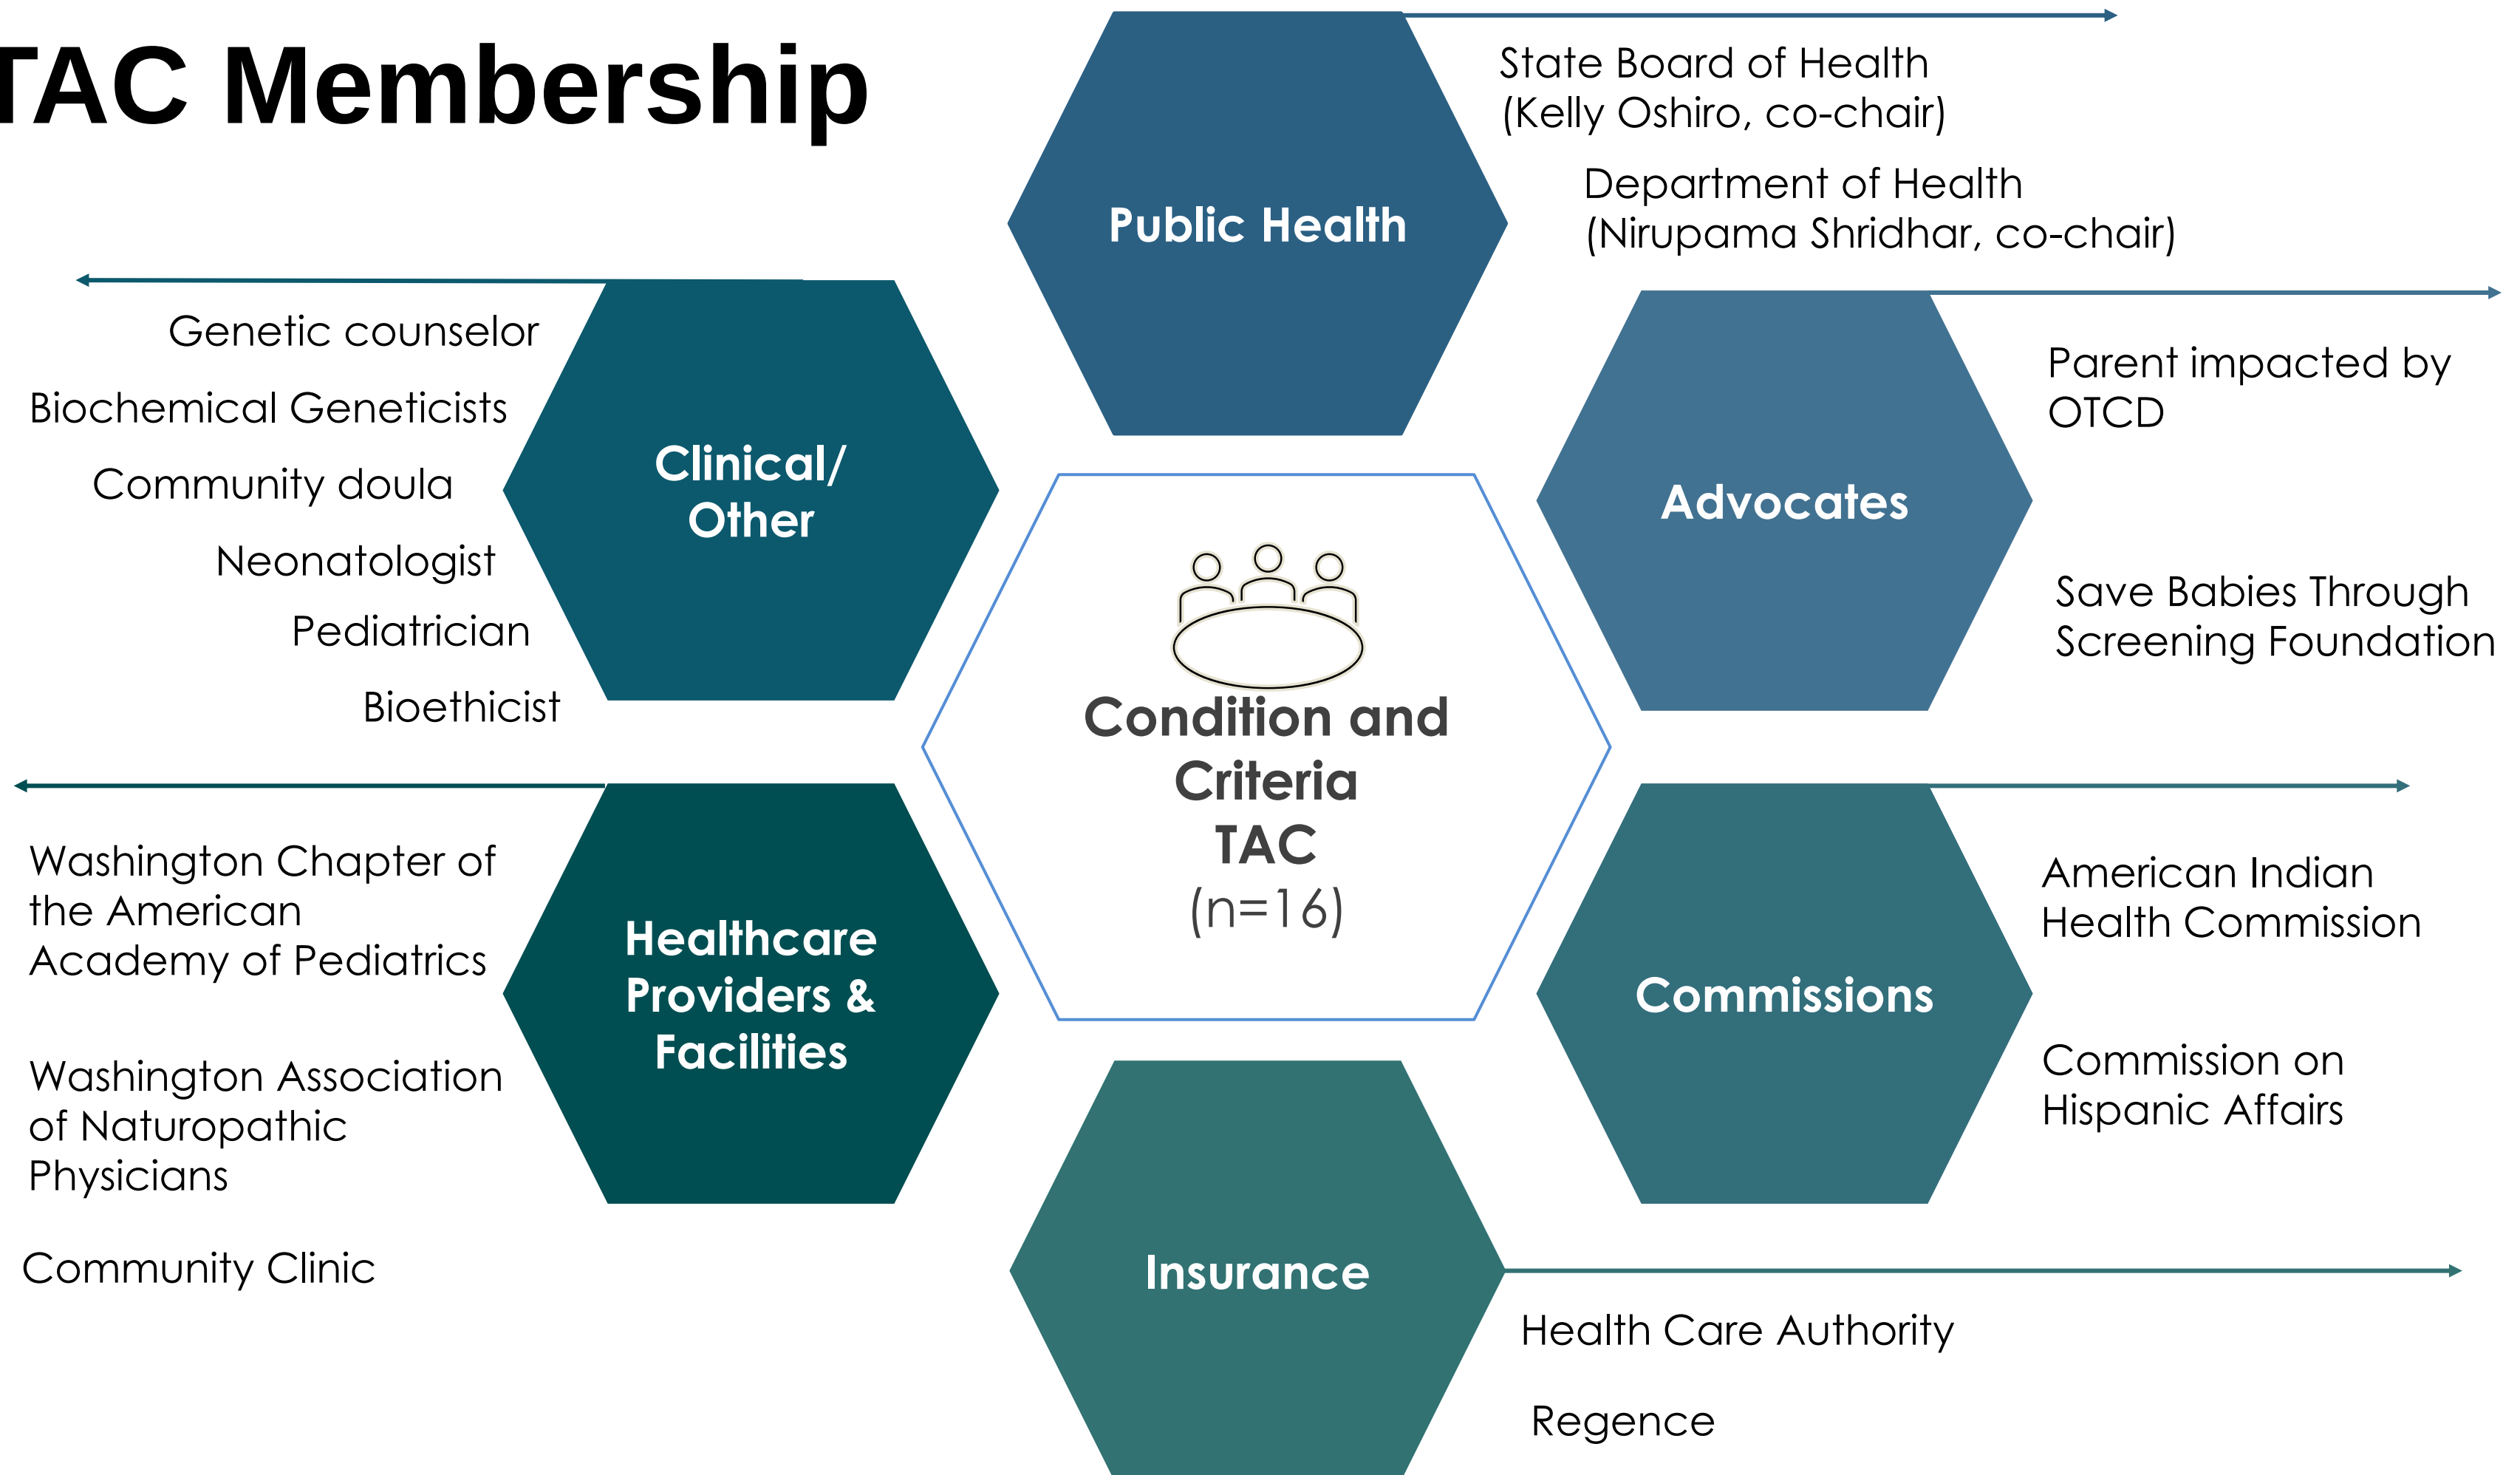 TAC Membership
Public Health
State Board of Health
(Kelly Oshiro, co-chair)
Department of Health
(Nirupama Shridhar, co-chair)
Clinical/
Other
Genetic counselor
Biochemical Geneticists
Community doula
Neonatologist
Pediatrician
Bioethicist
Advocates
Parent impacted by
OTCD
Save Babies Through
Screening Foundation
Condition and
Criteria
TAC
(n=16)
Healthcare
Providers &
Facilities
Washington Chapter of
the American
Academy of Pediatrics
Washington Association
of Naturopathic
Physicians
Community Clinic
Commissions
American Indian
Health Commission
Commission on
Hispanic Affairs
Insurance
Health Care Authority
Regence